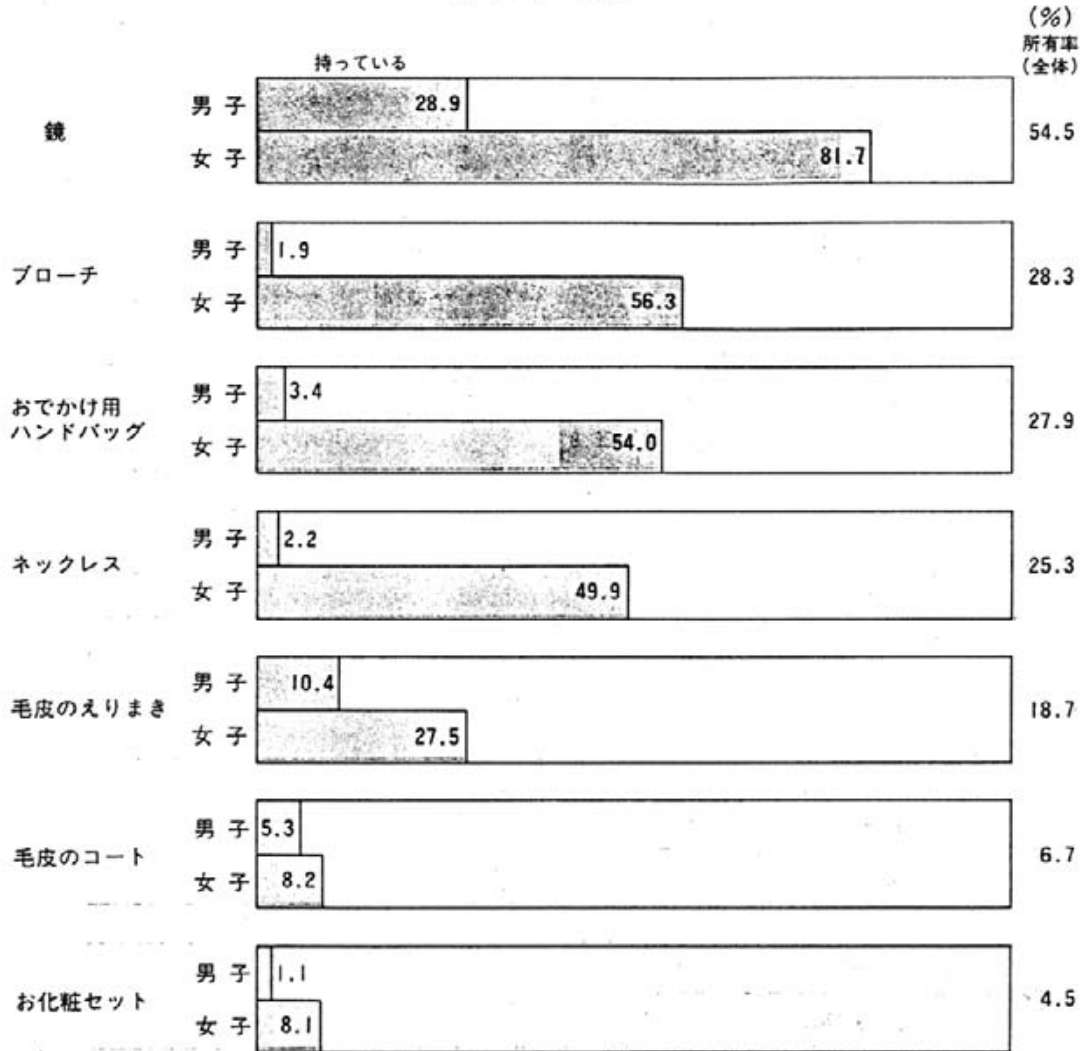 (%)
所有率
(全体)
持っている
鏡
男子 28.9
女子 81.7
54.5
ブローチ
男子 1.9
女子 56.3
28.3
おでかけ用
ハンドバッグ
男子 3.4
女子 54.0
27.9
ネックレス
男子 2.2
女子 49.9
25.3
毛皮のえりまき
男子 10.4
女子 27.5
18.7
毛皮のコート
男子 5.3
女子 8.2
6.7
お化粧セット
男子 1.1
女子 8.1
4.5